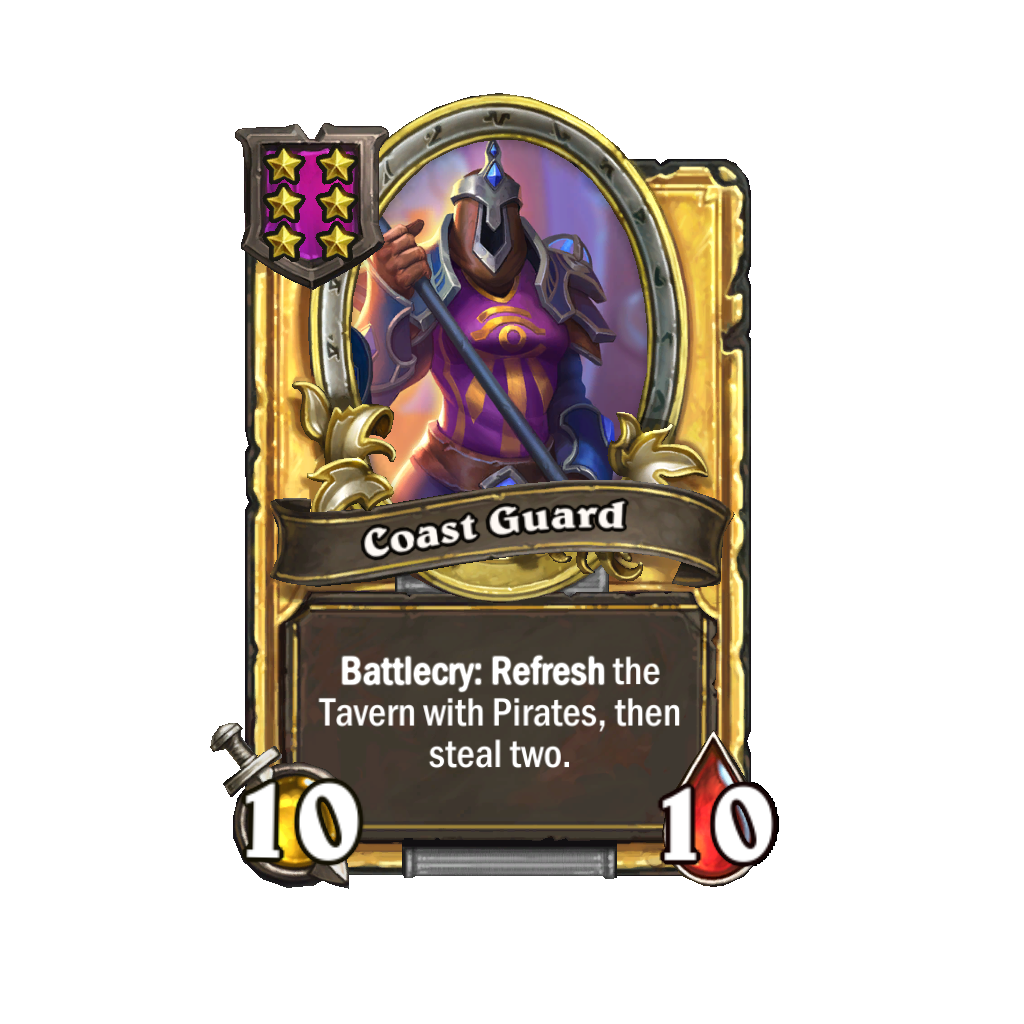 Coast Guard
Battlecry: Refresh the
Tavern with Pirates, then
steal two.
10
10